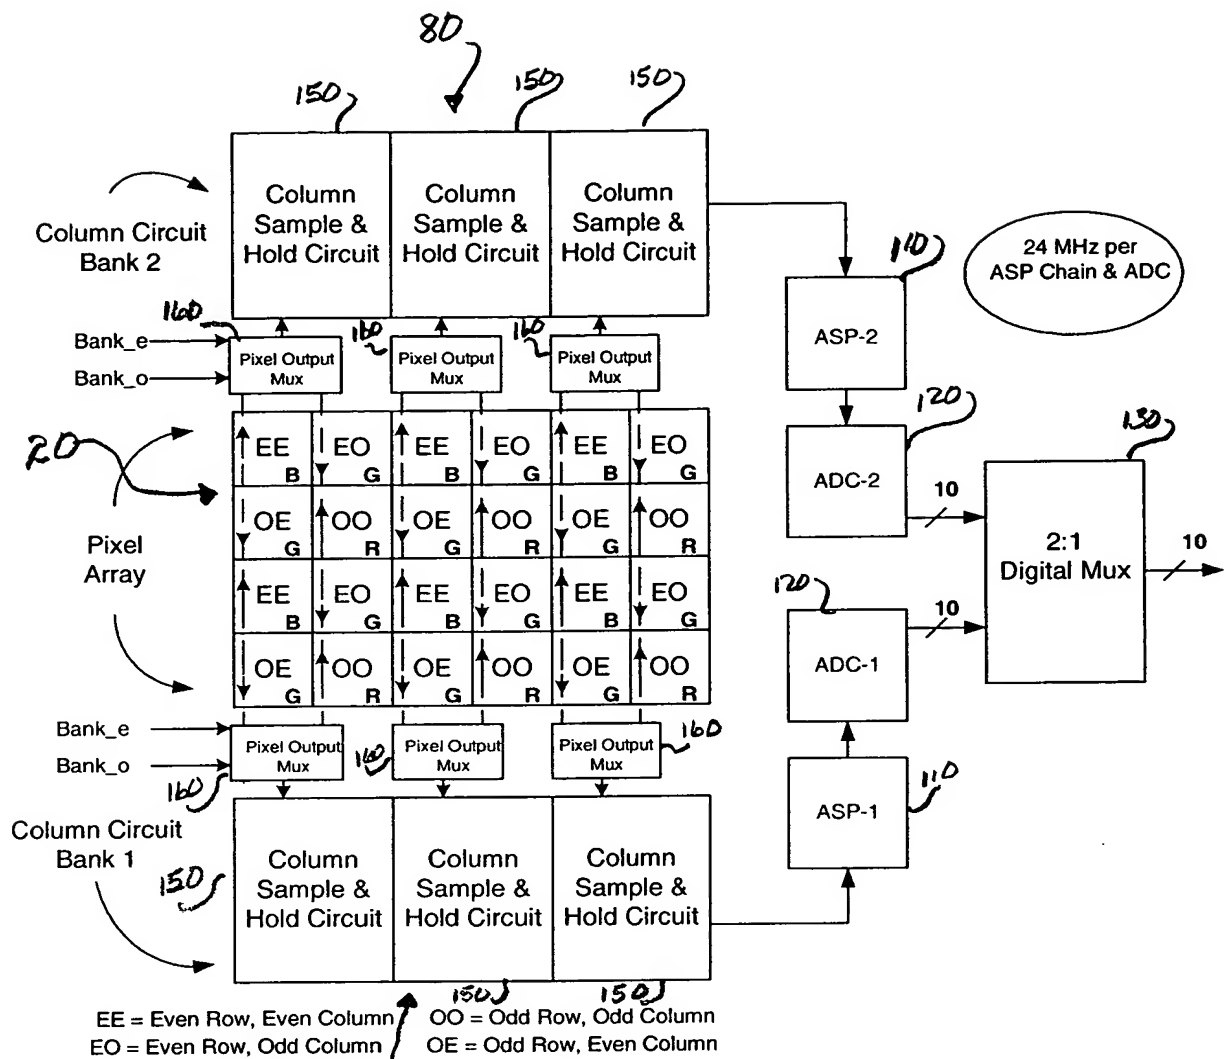 80
150 150 150
Column Sample & Hold Circuit
Column Sample & Hold Circuit
Column Sample & Hold Circuit
Column Circuit
Bank 2
24 MHz per
ASP Chain & ADC
110
160 160 160
Bank_e
Bank_o
Pixel Output Mux
Pixel Output Mux
Pixel Output Mux
ASP-2
20
EE B EO G EE B EO G EE B EO G
OE G OO R OE G OO R OE G OO R
EE B EO G EE B EO G EE B EO G
OE G OO R OE G OO R OE G OO R
Pixel
Array
120
ADC-2
10
130
2:1
Digital Mux
10
120
ADC-1
10
Bank_e
Bank_o
Pixel Output Mux
Pixel Output Mux
Pixel Output Mux
160 160 160
ASP-1
110
Column Circuit
Bank 1
150
Column Sample & Hold Circuit
Column Sample & Hold Circuit
Column Sample & Hold Circuit
150 150
EE = Even Row, Even Column OO = Odd Row, Odd Column
EO = Even Row, Odd Column OE = Odd Row, Even Column